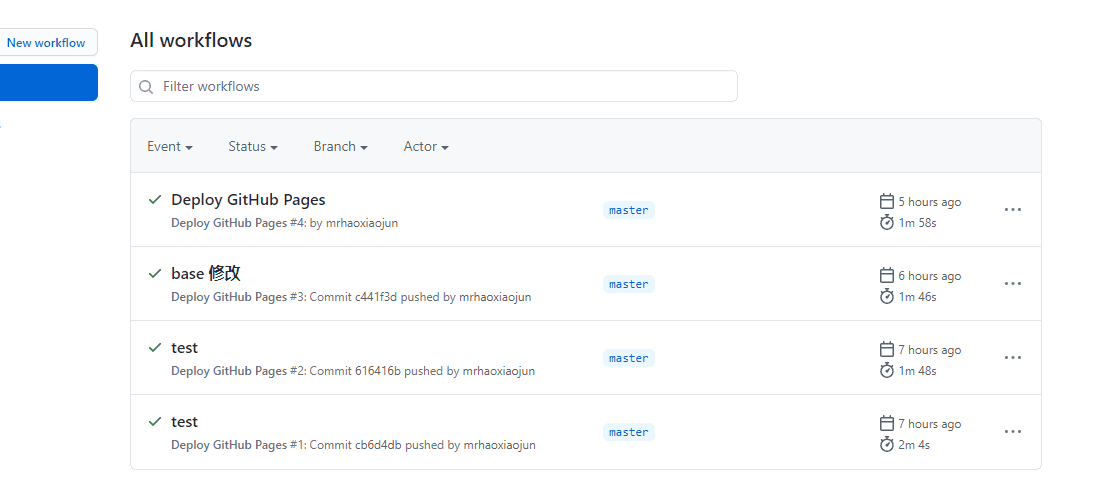 New workflow
All workflows
Filter workflows
Event Status Branch Actor
Deploy GitHub Pages
Deploy GitHub Pages #4: by mrhaoxiaojun
master
5 hours ago
1m 58s
base 修改
Deploy GitHub Pages #3: Commit c441f3d pushed by mrhaoxiaojun
master
6 hours ago
1m 46s
test
Deploy GitHub Pages #2: Commit 616416b pushed by mrhaoxiaojun
master
7 hours ago
1m 48s
test
Deploy GitHub Pages #1: Commit cb6d4db pushed by mrhaoxiaojun
master
7 hours ago
2m 4s